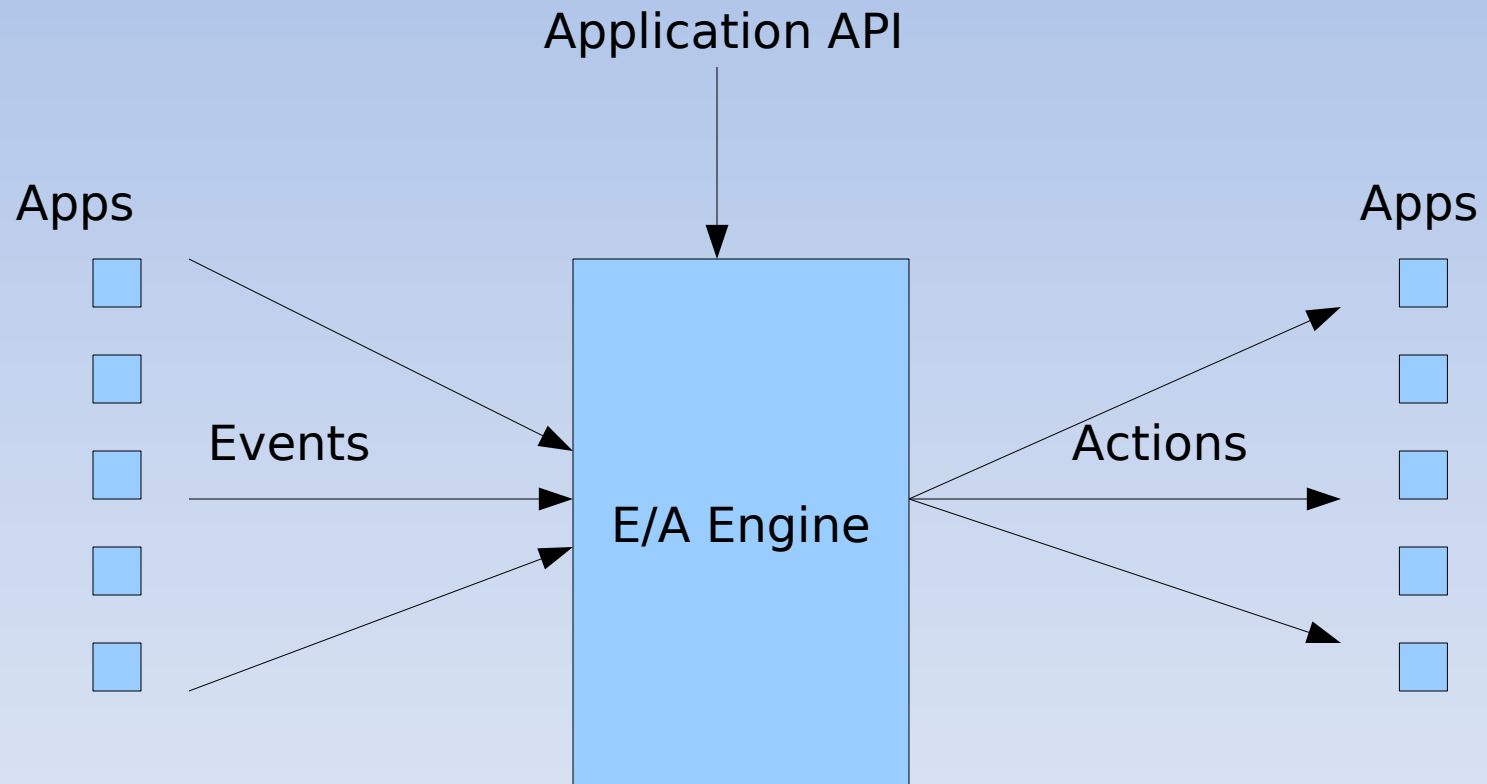 Application API
Apps
Apps
Events
Actions
E/A Engine